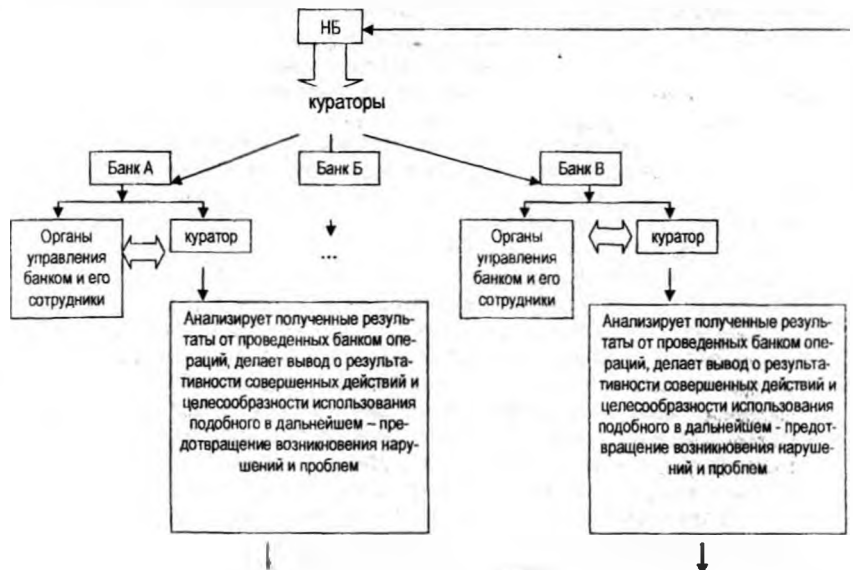 НБ
кураторы
Банк А
Банк Б
Банк В
Органы
управления
банком и его
сотрудники
куратор
...
Органы
управления
банком и его
сотрудники
куратор
Анализирует полученные резуль-
таты от проведенных банком опе-
раций, делает вывод о результа-
тивности совершенных действий и
целесообразности использования
подобного в дальнейшем – пре-
дотвращение возникновения нару-
шений и проблем
Анализирует полученные резуль-
таты от проведенных банком опе-
раций, делает вывод о результа-
тивности совершенных действий и
целесообразности использования
подобного в дальнейшем - предот-
вращение возникновения наруше-
ний и проблем